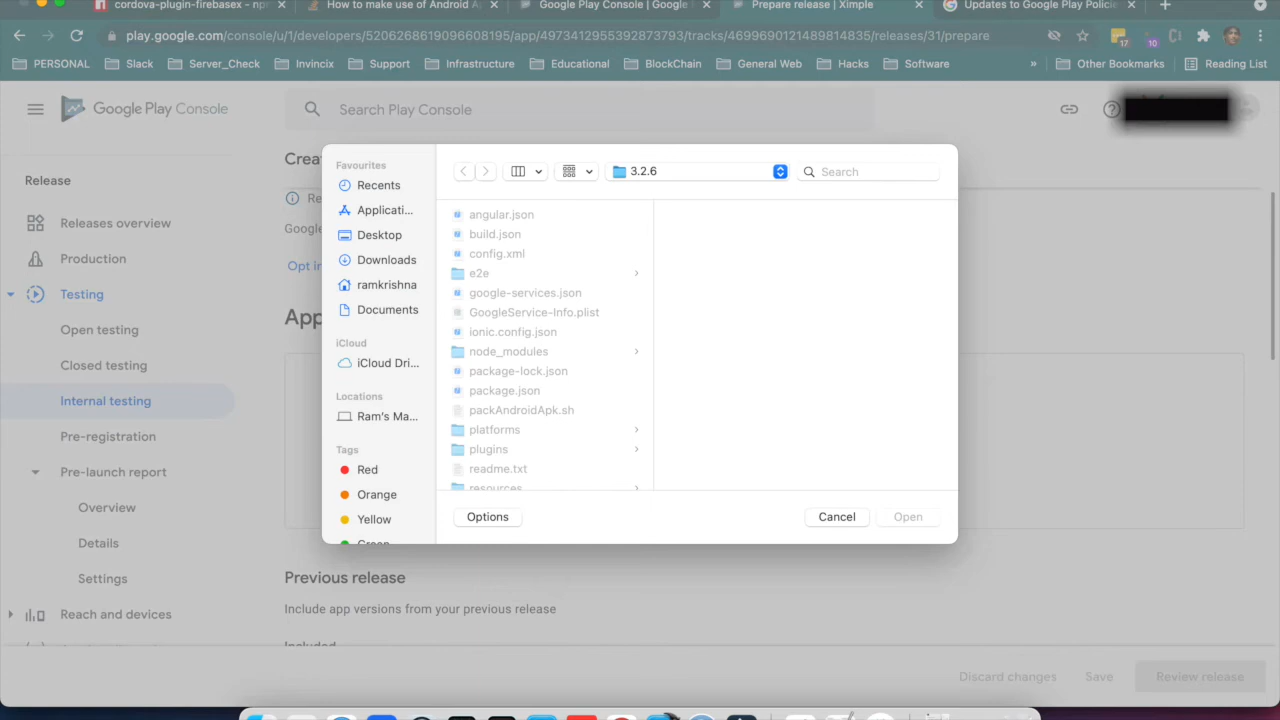 cordova-plugin-firebasex - npm
How to make use of Android A
Google Play Console | Google
Prepare release | Ximple
Updates to Google Play Policie
play.google.com/console/u/1/developers/5206268619096608195/app/4973412955392873793/tracks/4699690121489814835/releases/31/prepare
17
10
PERSONAL
Slack
Server_Check
Invincix
Support
Infrastructure
Educational
BlockChain
General Web
Hacks
Software
»
Other Bookmarks
Reading List
Google Play Console
Search Play Console
Release
Releases overview
Production
Testing
Open testing
Closed testing
Internal testing
Pre-registration
Pre-launch report
Overview
Details
Settings
Reach and devices
Crea
Re
Google
Opt in
App
Favourites
Recents
Applicati...
Desktop
Downloads
ramkrishna
Documents
iCloud
iCloud Dri...
Locations
Ram's Ma...
Tags
Red
Orange
Yellow
Green
3.2.6
Search
angular.json
build.json
config.xml
e2e
google-services.json
GoogleService-Info.plist
ionic.config.json
node_modules
package-lock.json
package.json
packAndroidApk.sh
platforms
plugins
readme.txt
resources
Options
Cancel
Open
Previous release
Include app versions from your previous release
Included
Discard changes
Save
Review release